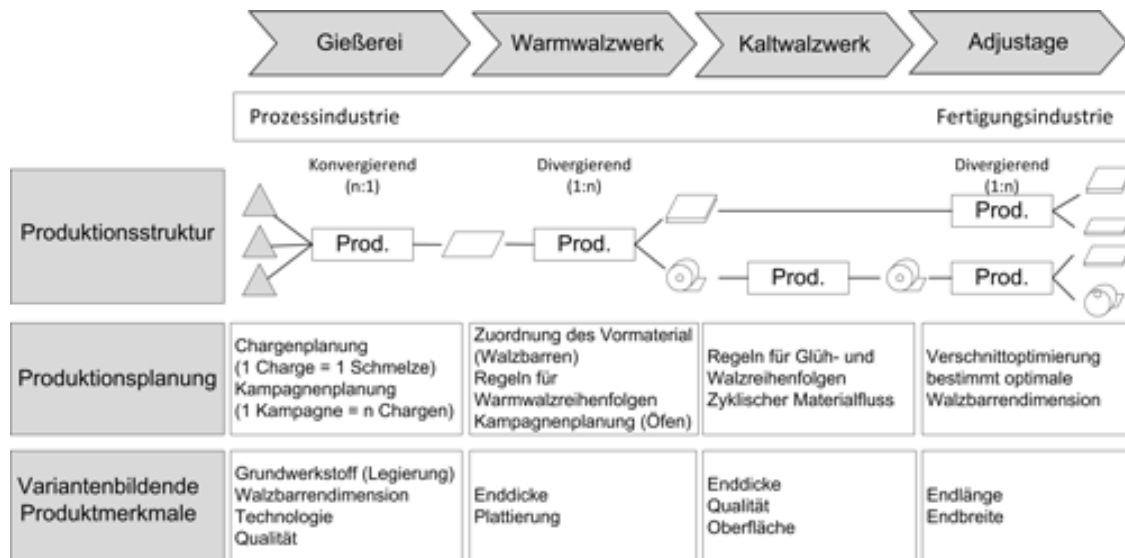 Gießerei
Warmwalzwerk
Kaltwalzwerk
Adjustage
Prozessindustrie
Fertigungsindustrie
Produktionsstruktur
Konvergierend
(n:1)
Divergierend
(1:n)
Divergierend
(1:n)
Prod.
Prod.
Prod.
Prod.
Prod.
Produktionsplanung
Chargenplanung
(1 Charge = 1 Schmelze)
Kampagnenplanung
(1 Kampagne = n Chargen)
Zuordnung des Vormaterial
(Walzbarren)
Regeln für
Warmwalzreihenfolgen
Kampagnenplanung (Öfen)
Regeln für Glüh- und
Walzreihenfolgen
Zyklischer Materialfluss
Verschnittoptimierung
bestimmt optimale
Walzbarrendimension
Variantenbildende
Produktmerkmale
Grundwerkstoff (Legierung)
Walzbarrendimension
Technologie
Qualität
Enddicke
Plattierung
Enddicke
Qualität
Oberfläche
Endlänge
Endbreite